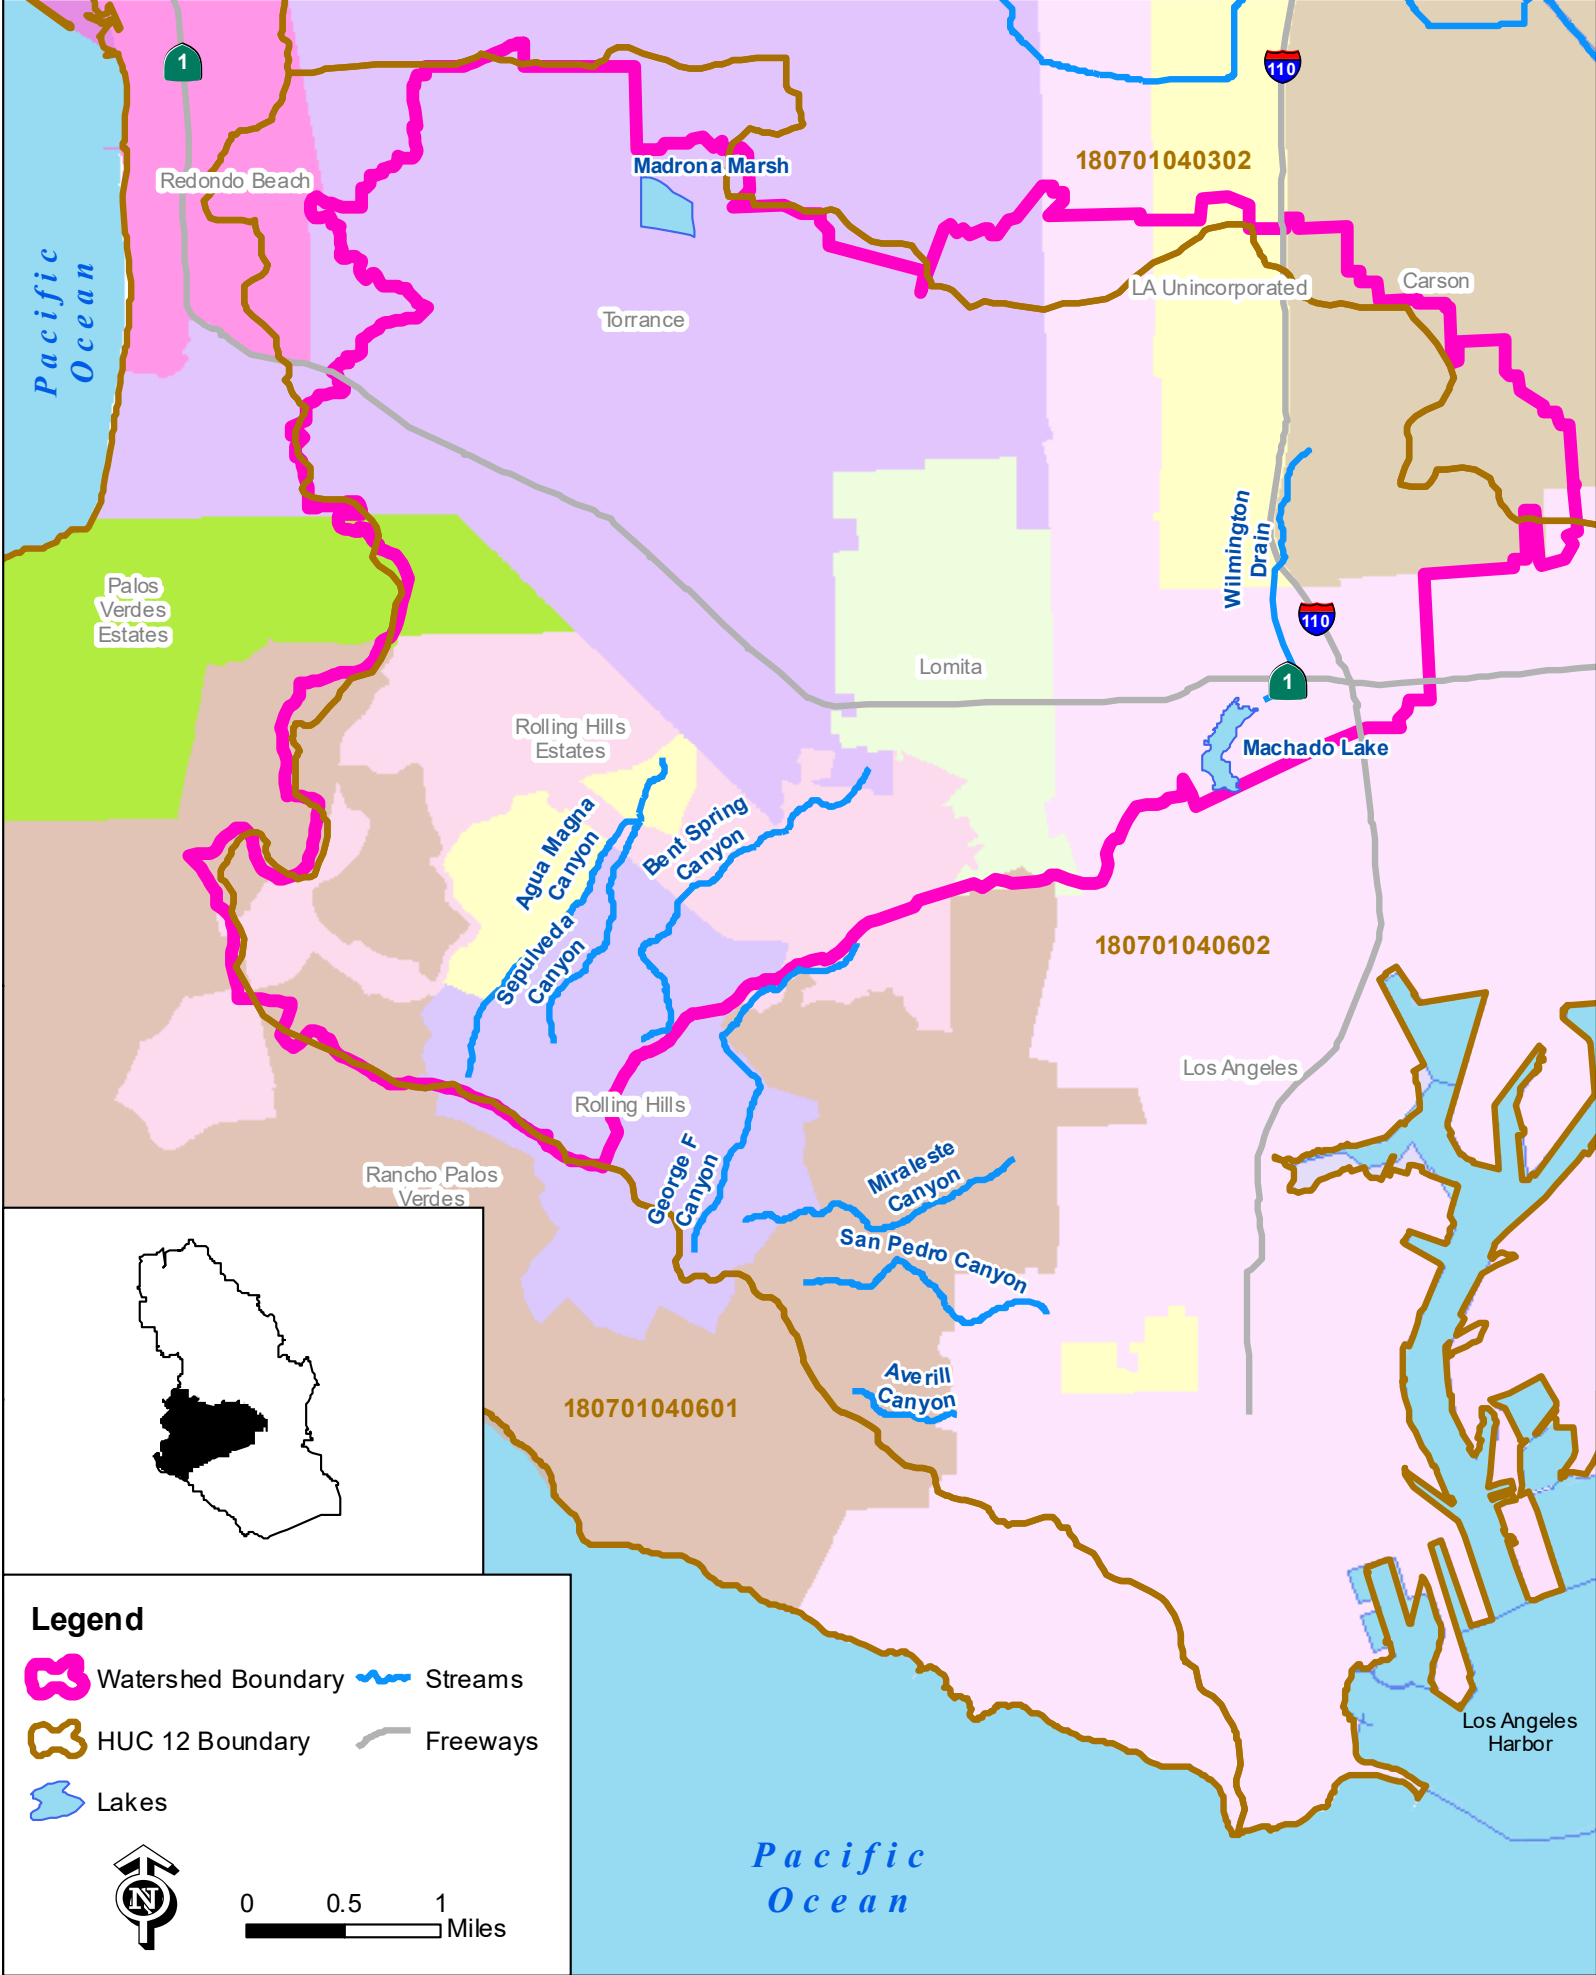 1
110
180701040302
Madrona Marsh
Redondo Beach
Pacific
Ocean
LA Unincorporated
Carson
Torrance
Wilmington
Drain
Palos
Verdes
Estates
110
Lomita
1
Rolling Hills
Estates
Machado Lake
Agua Magna
Canyon
Bent Spring
Canyon
Sepulveda
Canyon
180701040602
Los Angeles
Rolling Hills
George F
Canyon
Miraleste
Canyon
Rancho Palos
Verdes
San Pedro Canyon
Averill
Canyon
180701040601
Legend
Watershed Boundary
Streams
HUC 12 Boundary
Freeways
Lakes
Los Angeles
Harbor
N
0 0.5 1
Miles
Pacific
Ocean